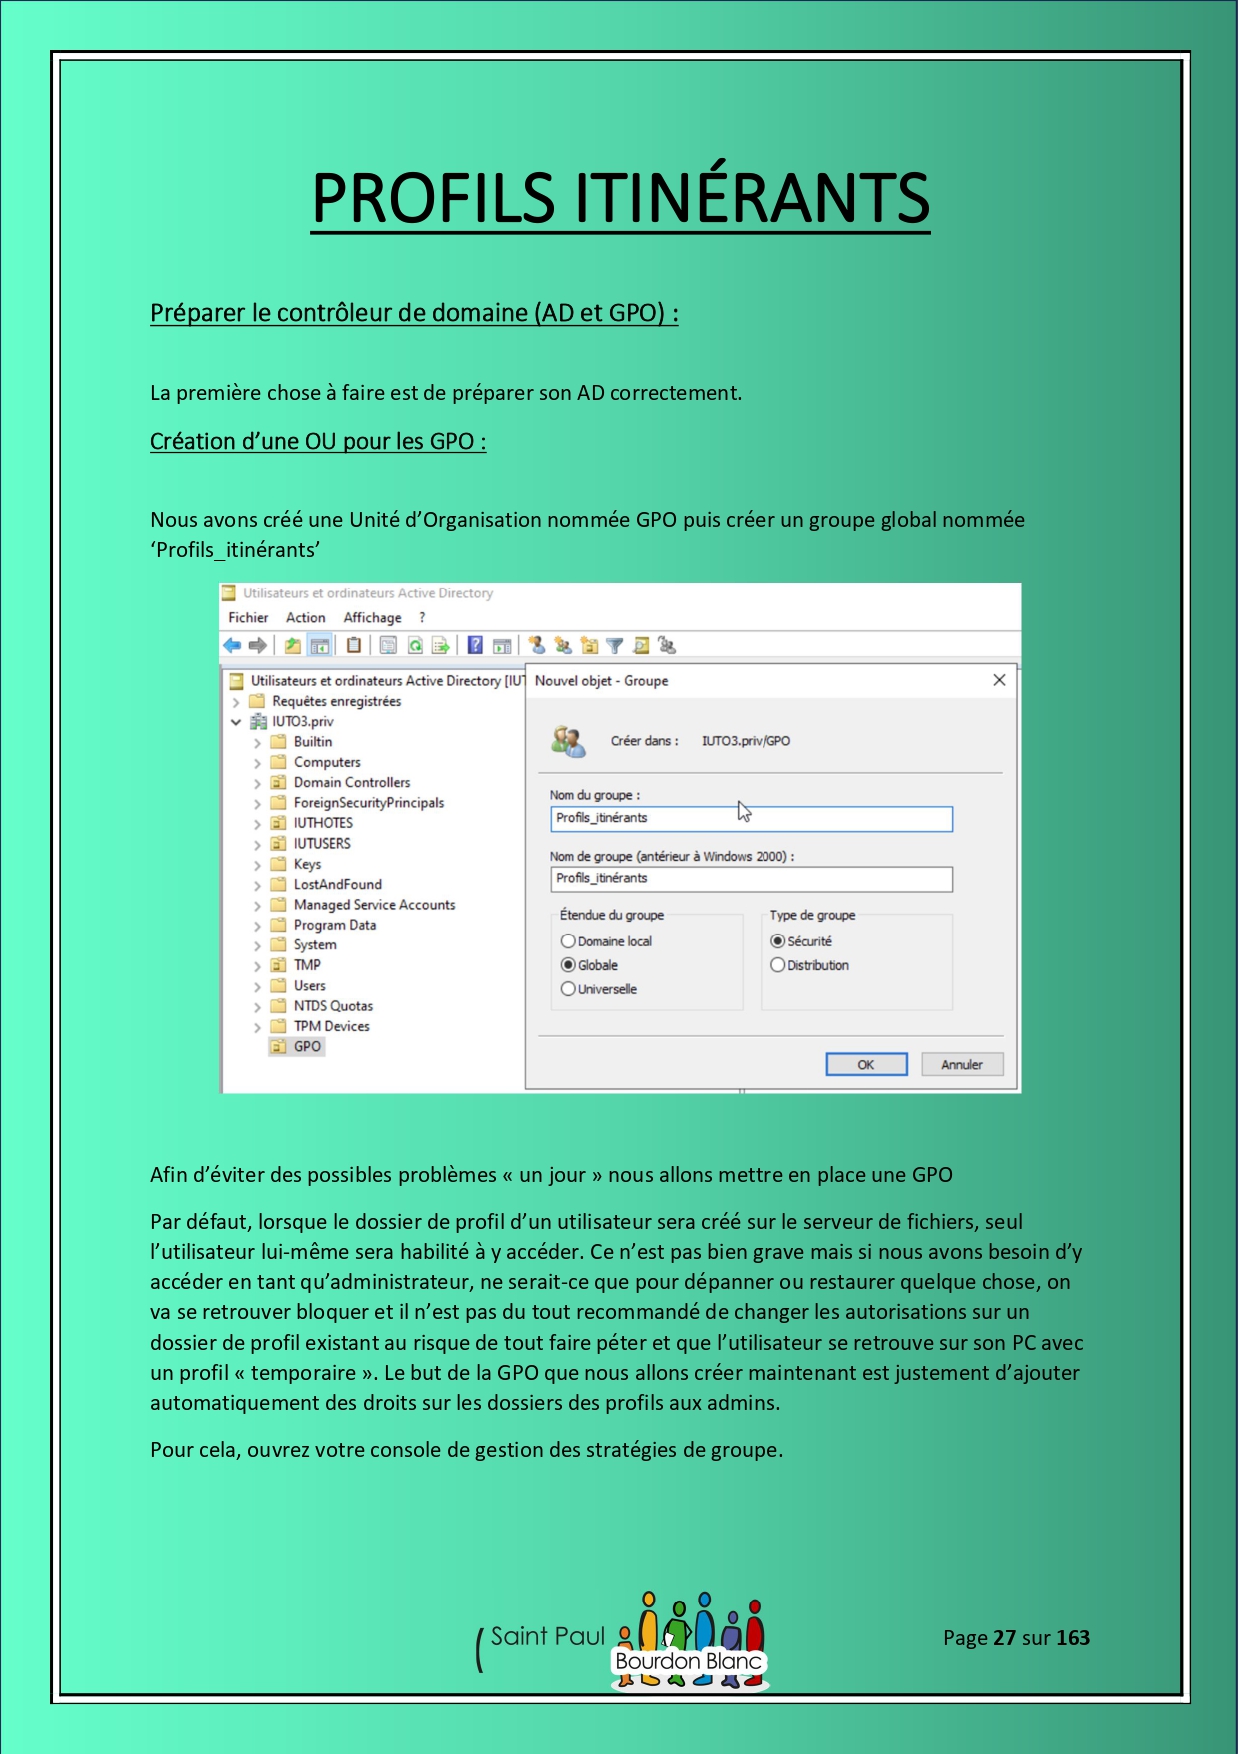 PROFILS ITINÉRANTS
Préparer le contrôleur de domaine (AD et GPO) :
La première chose à faire est de préparer son AD correctement.
Création d’une OU pour les GPO :
Nous avons créé une Unité d’Organisation nommée GPO puis créer un groupe global nommée
‘Profils_itinérants’
Utilisateurs et ordinateurs Active Directory
Fichier Action Affichage ?
Utilisateurs et ordinateurs Active Directory [IUT
Requêtes enregistrées
IUTO3.priv
Builtin
Computers
Domain Controllers
ForeignSecurityPrincipals
IUTHOTES
IUTUSERS
Keys
LostAndFound
Managed Service Accounts
Program Data
System
TMP
Users
NTDS Quotas
TPM Devices
GPO
Nouvel objet - Groupe
Créer dans : IUTO3.priv/GPO
Nom du groupe :
Profils_itinérants
Nom de groupe (antérieur à Windows 2000) :
Profils_itinérants
Étendue du groupe
Domaine local
Globale
Universelle
Type de groupe
Sécurité
Distribution
OK Annuler
Afin d’éviter des possibles problèmes « un jour » nous allons mettre en place une GPO
Par défaut, lorsque le dossier de profil d’un utilisateur sera créé sur le serveur de fichiers, seul
l’utilisateur lui-même sera habilité à y accéder. Ce n’est pas bien grave mais si nous avons besoin d’y
accéder en tant qu’administrateur, ne serait-ce que pour dépanner ou restaurer quelque chose, on
va se retrouver bloquer et il n’est pas du tout recommandé de changer les autorisations sur un
dossier de profil existant au risque de tout faire péter et que l’utilisateur se retrouve sur son PC avec
un profil « temporaire ». Le but de la GPO que nous allons créer maintenant est justement d’ajouter
automatiquement des droits sur les dossiers des profils aux admins.
Pour cela, ouvrez votre console de gestion des stratégies de groupe.
Saint Paul
Bourdon Blanc
Page 27 sur 163